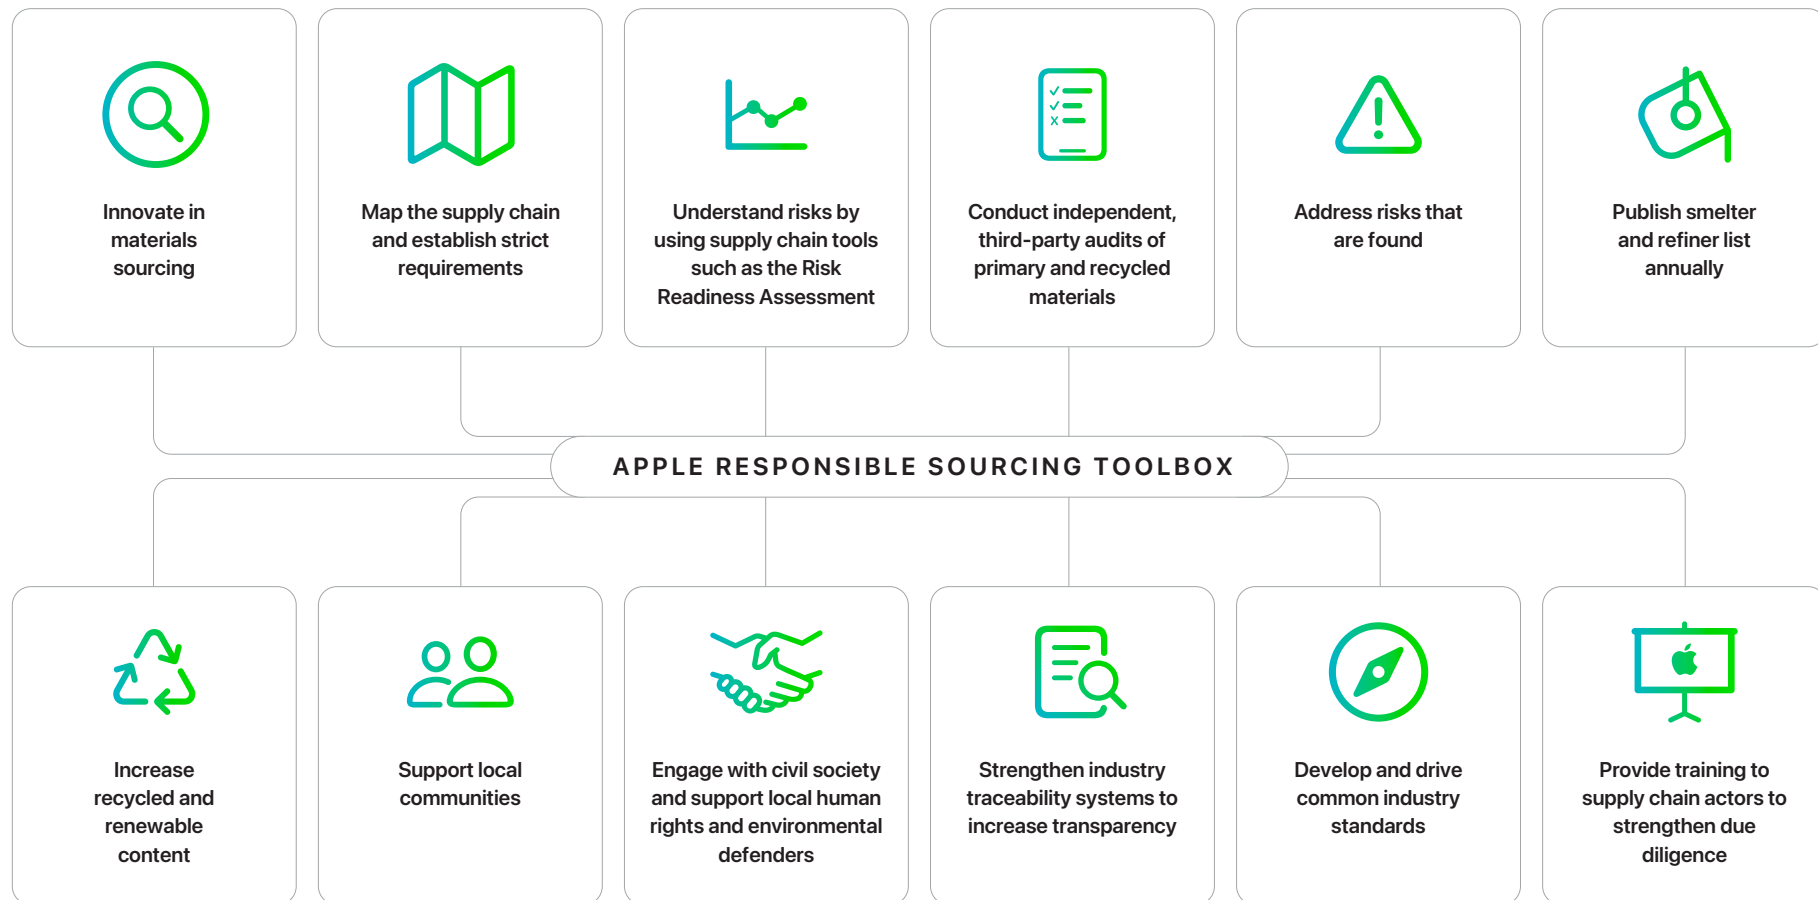 Innovate in
materials
sourcing
Map the supply chain
and establish strict
requirements
Understand risks by
using supply chain tools
such as the Risk
Readiness Assessment
Conduct independent,
third-party audits of
primary and recycled
materials
Address risks that
are found
Publish smelter
and refiner list
annually
APPLE RESPONSIBLE SOURCING TOOLBOX
Increase
recycled and
renewable
content
Support local
communities
Engage with civil society
and support local human
rights and environmental
defenders
Strengthen industry
traceability systems to
increase transparency
Develop and drive
common industry
standards
Provide training to
supply chain actors to
strengthen due
diligence